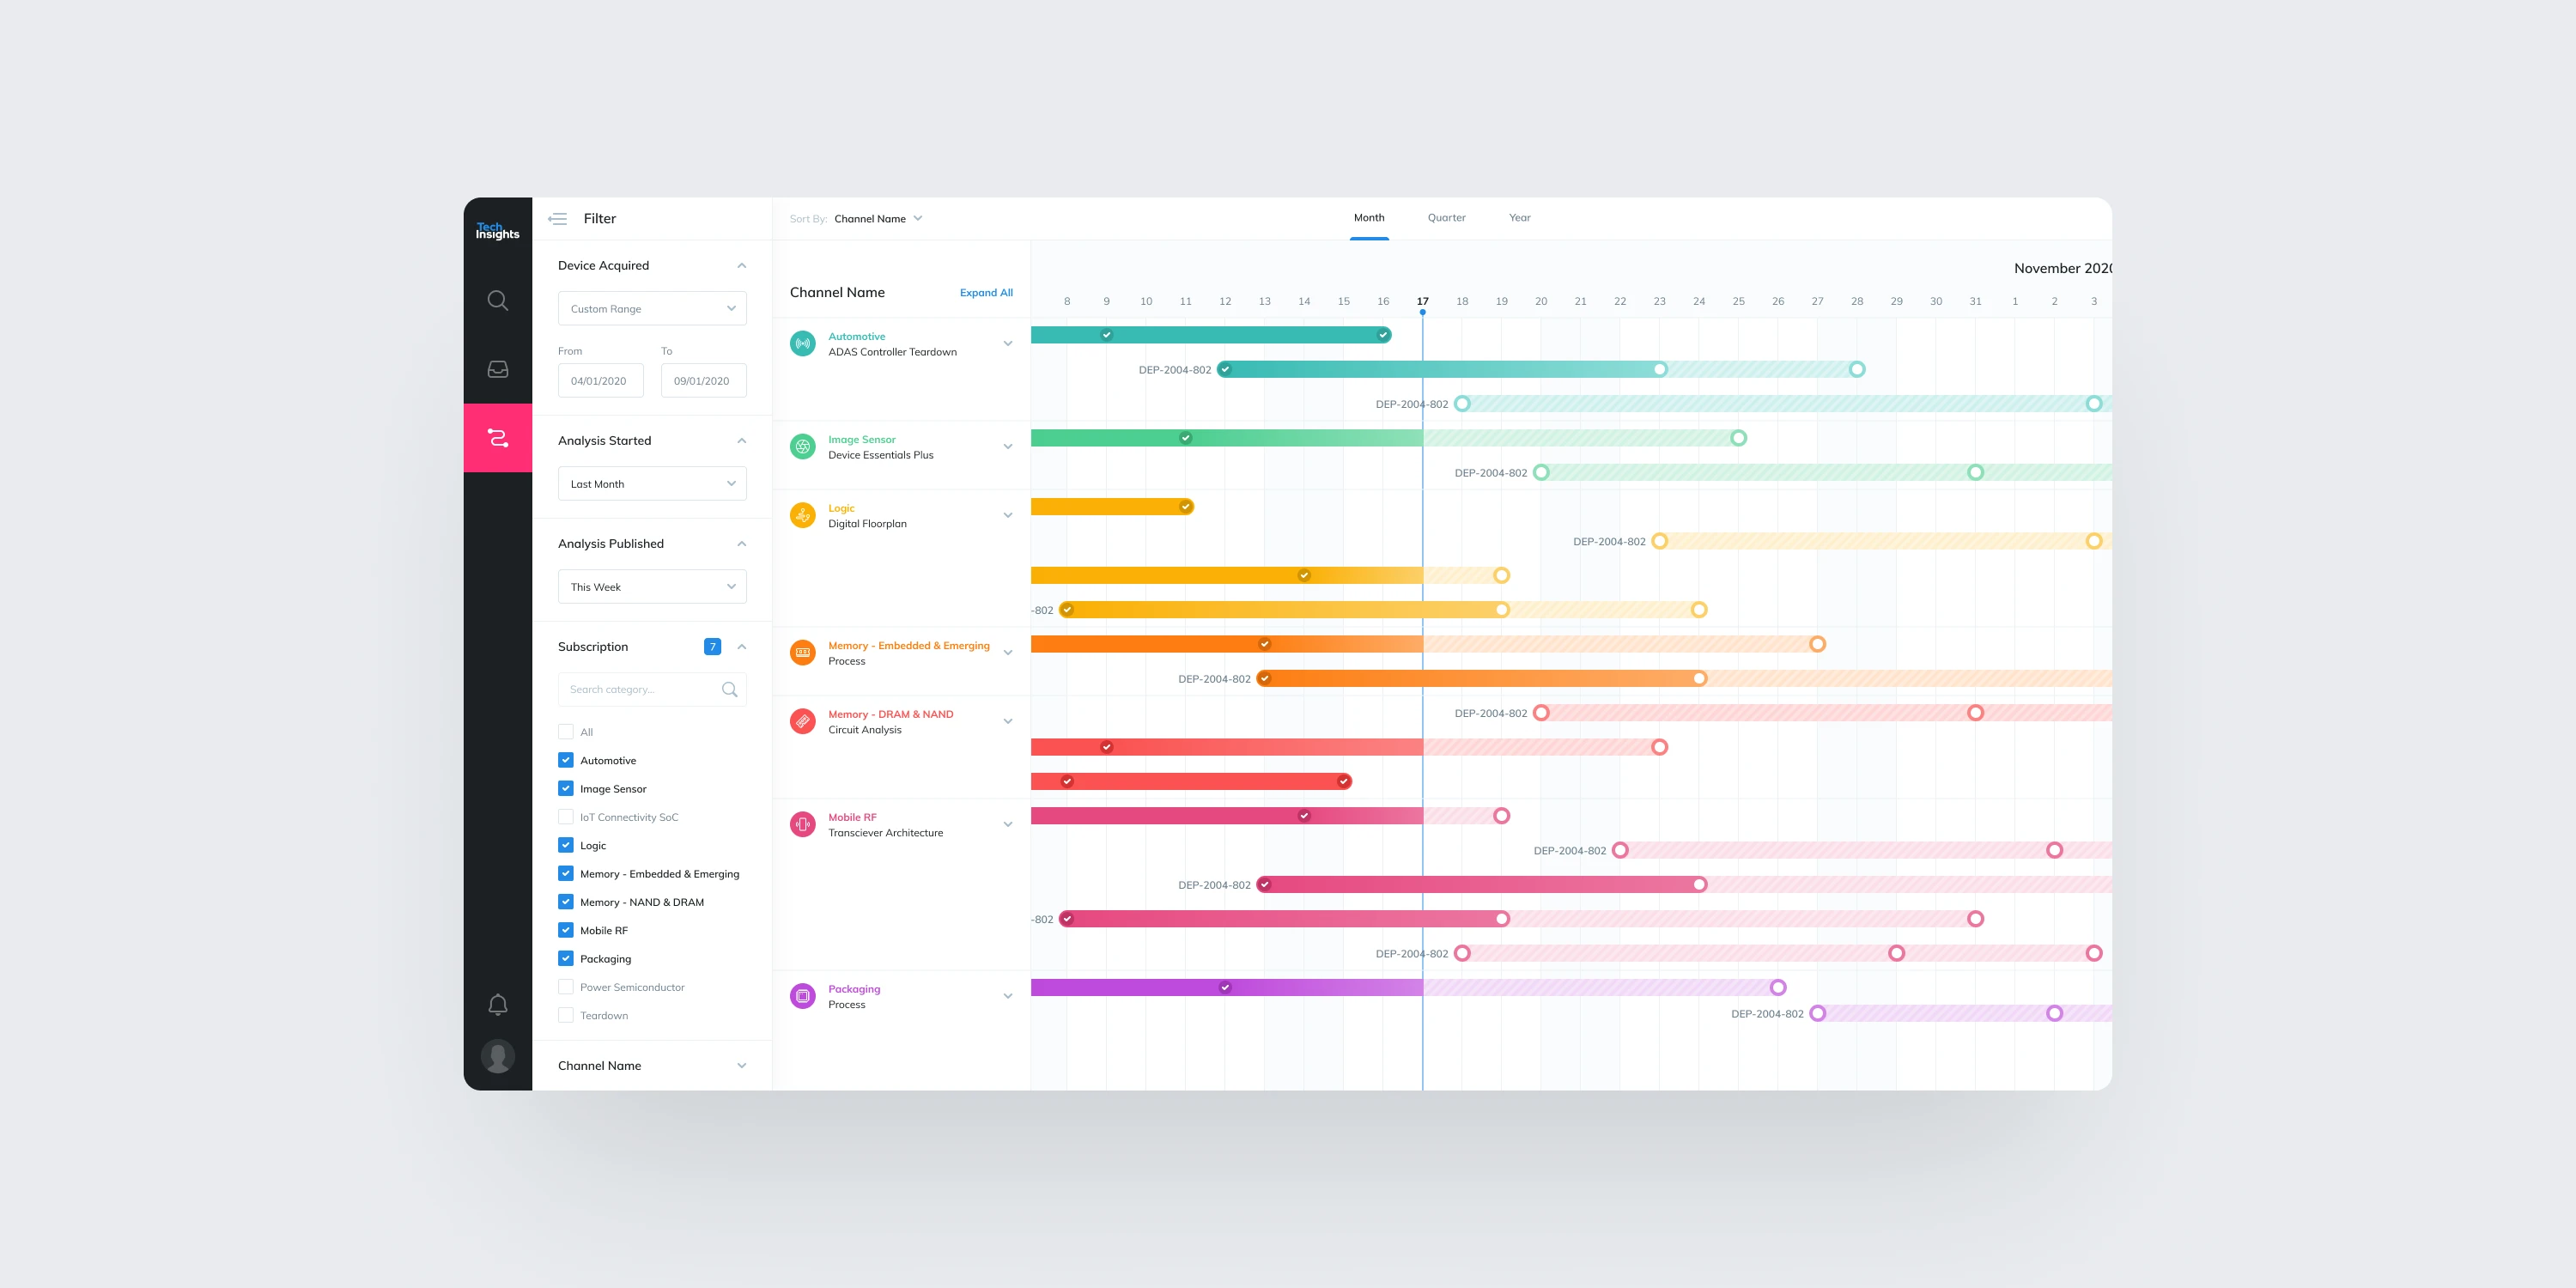 Tech
Insights
Filter
Device Acquired
Custom Range
From To
04/01/2020 09/01/2020
Analysis Started
Last Month
Analysis Published
This Week
Subscription 7
Search category...
All
Automotive
Image Sensor
IoT Connectivity SoC
Logic
Memory - Embedded & Emerging
Memory - NAND & DRAM
Mobile RF
Packaging
Power Semiconductor
Teardown
Channel Name
Sort By: Channel Name
Month Quarter Year
November 2020
Channel Name Expand All
8 9 10 11 12 13 14 15 16 17 18 19 20 21 22 23 24 25 26 27 28 29 30 31 1 2 3
Automotive
ADAS Controller Teardown
DEP-2004-802
DEP-2004-802
Image Sensor
Device Essentials Plus
DEP-2004-802
Logic
Digital Floorplan
DEP-2004-802
-802
Memory - Embedded & Emerging
Process
DEP-2004-802
Memory - DRAM & NAND
Circuit Analysis
DEP-2004-802
Mobile RF
Transciever Architecture
DEP-2004-802
DEP-2004-802
-802
DEP-2004-802
Packaging
Process
DEP-2004-802